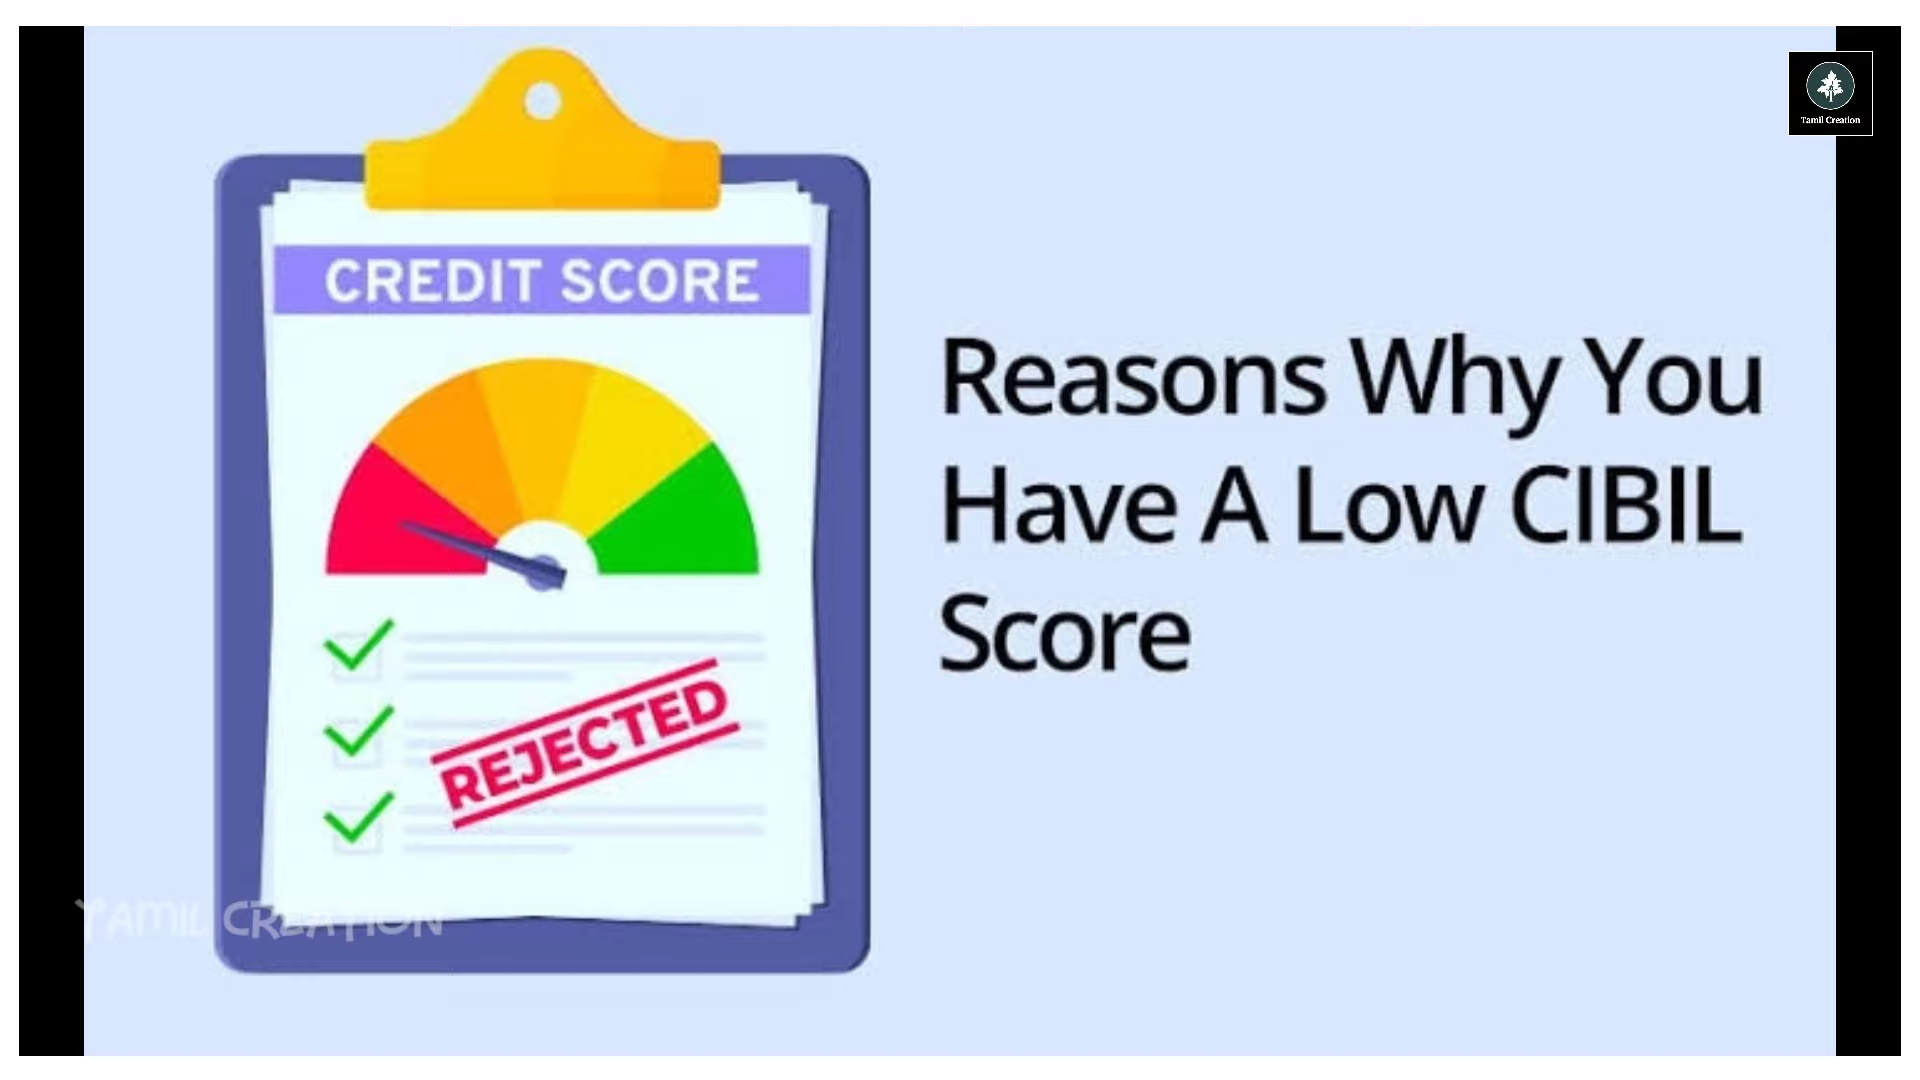 Tamil Creation
CREDIT SCORE
Reasons Why You
Have A Low CIBIL
Score
REJECTED
TAMIL CREATION